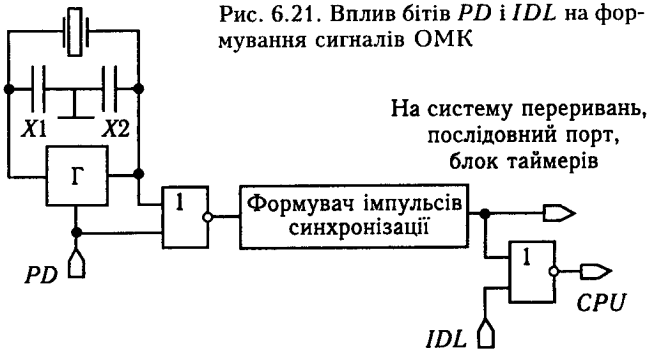 Рис. 6.21. Вплив бітів PD і IDL на фор-
мування сигналів ОМК
На систему переривань,
послідовний порт,
блок таймерів
X1
X2
Г
PD
1
Формувач імпульсів
синхронізації
1
CPU
IDL